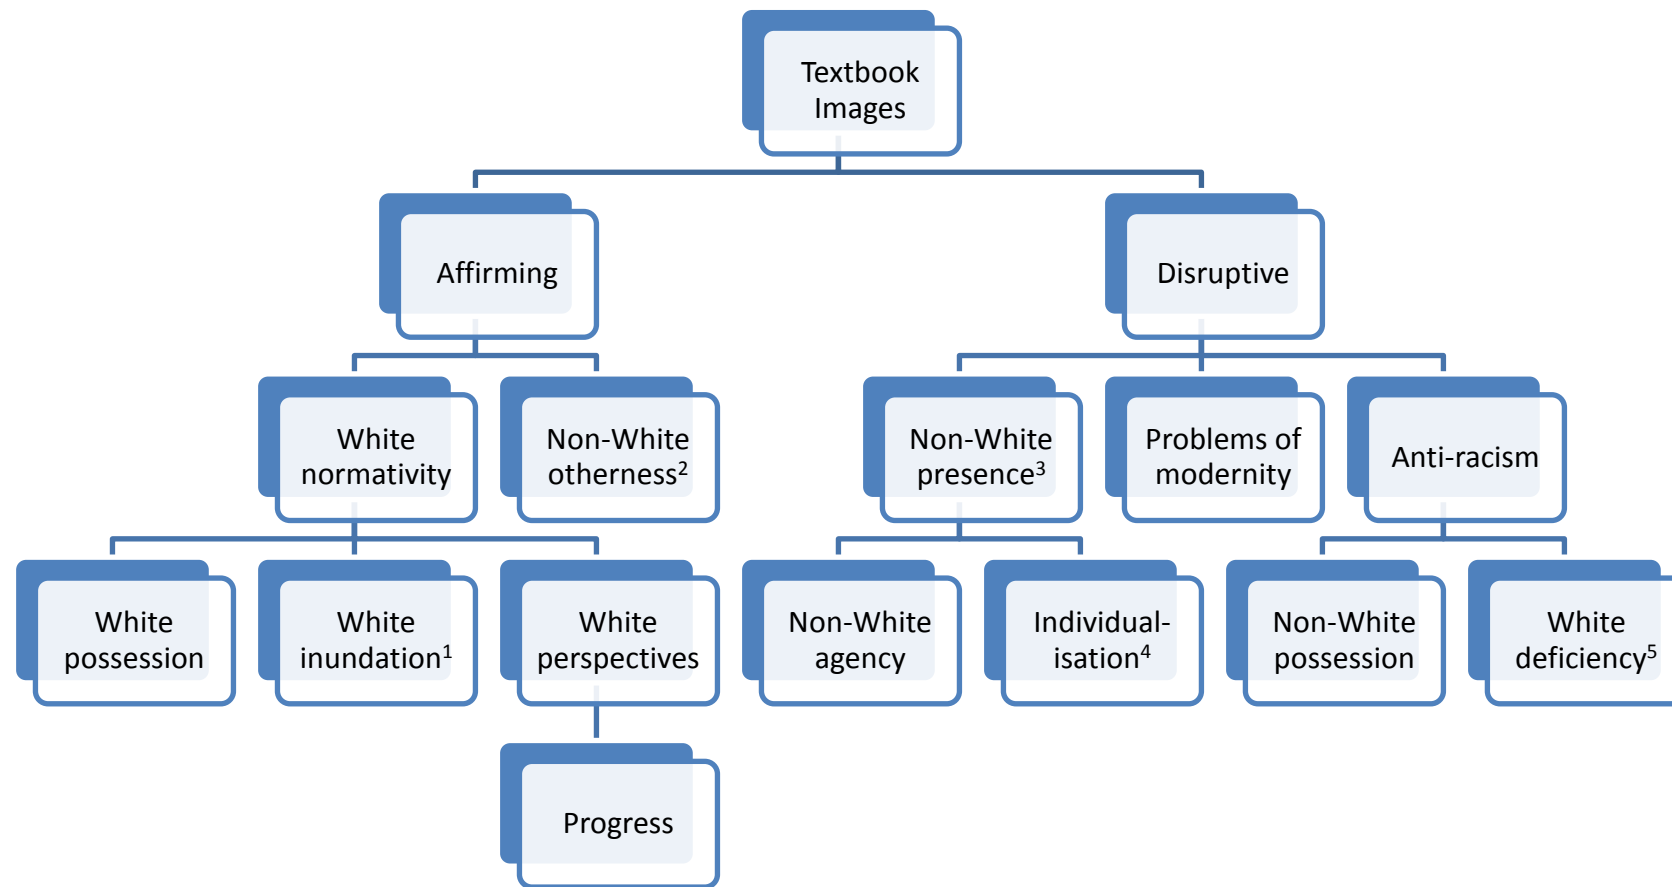 Textbook
Images
Affirming
Disruptive
White
normativity
Non-White
otherness²
Non-White
presence³
Problems of
modernity
Anti-racism
White
possession
White
inundation¹
White
perspectives
Non-White
agency
Individual-
isation⁴
Non-White
possession
White
deficiency⁵
Progress